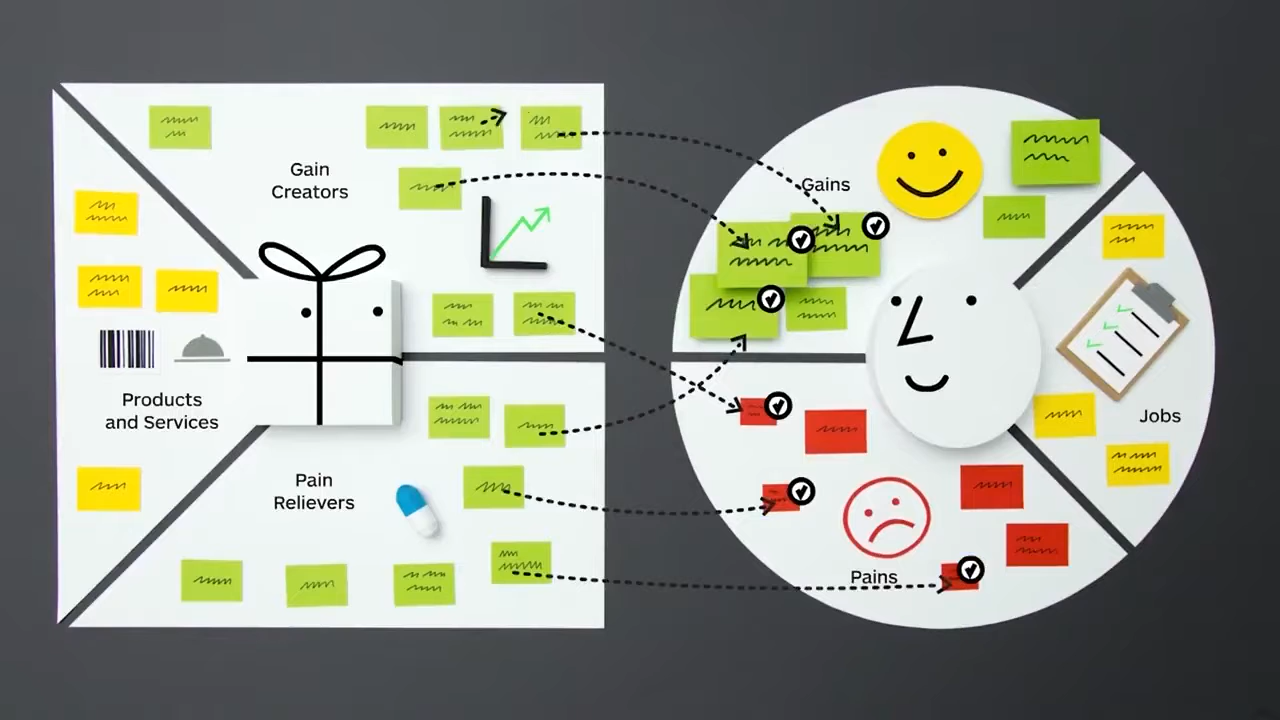 Gain
Creators
Products
and Services
Pain
Relievers
Gains
Pains
Jobs